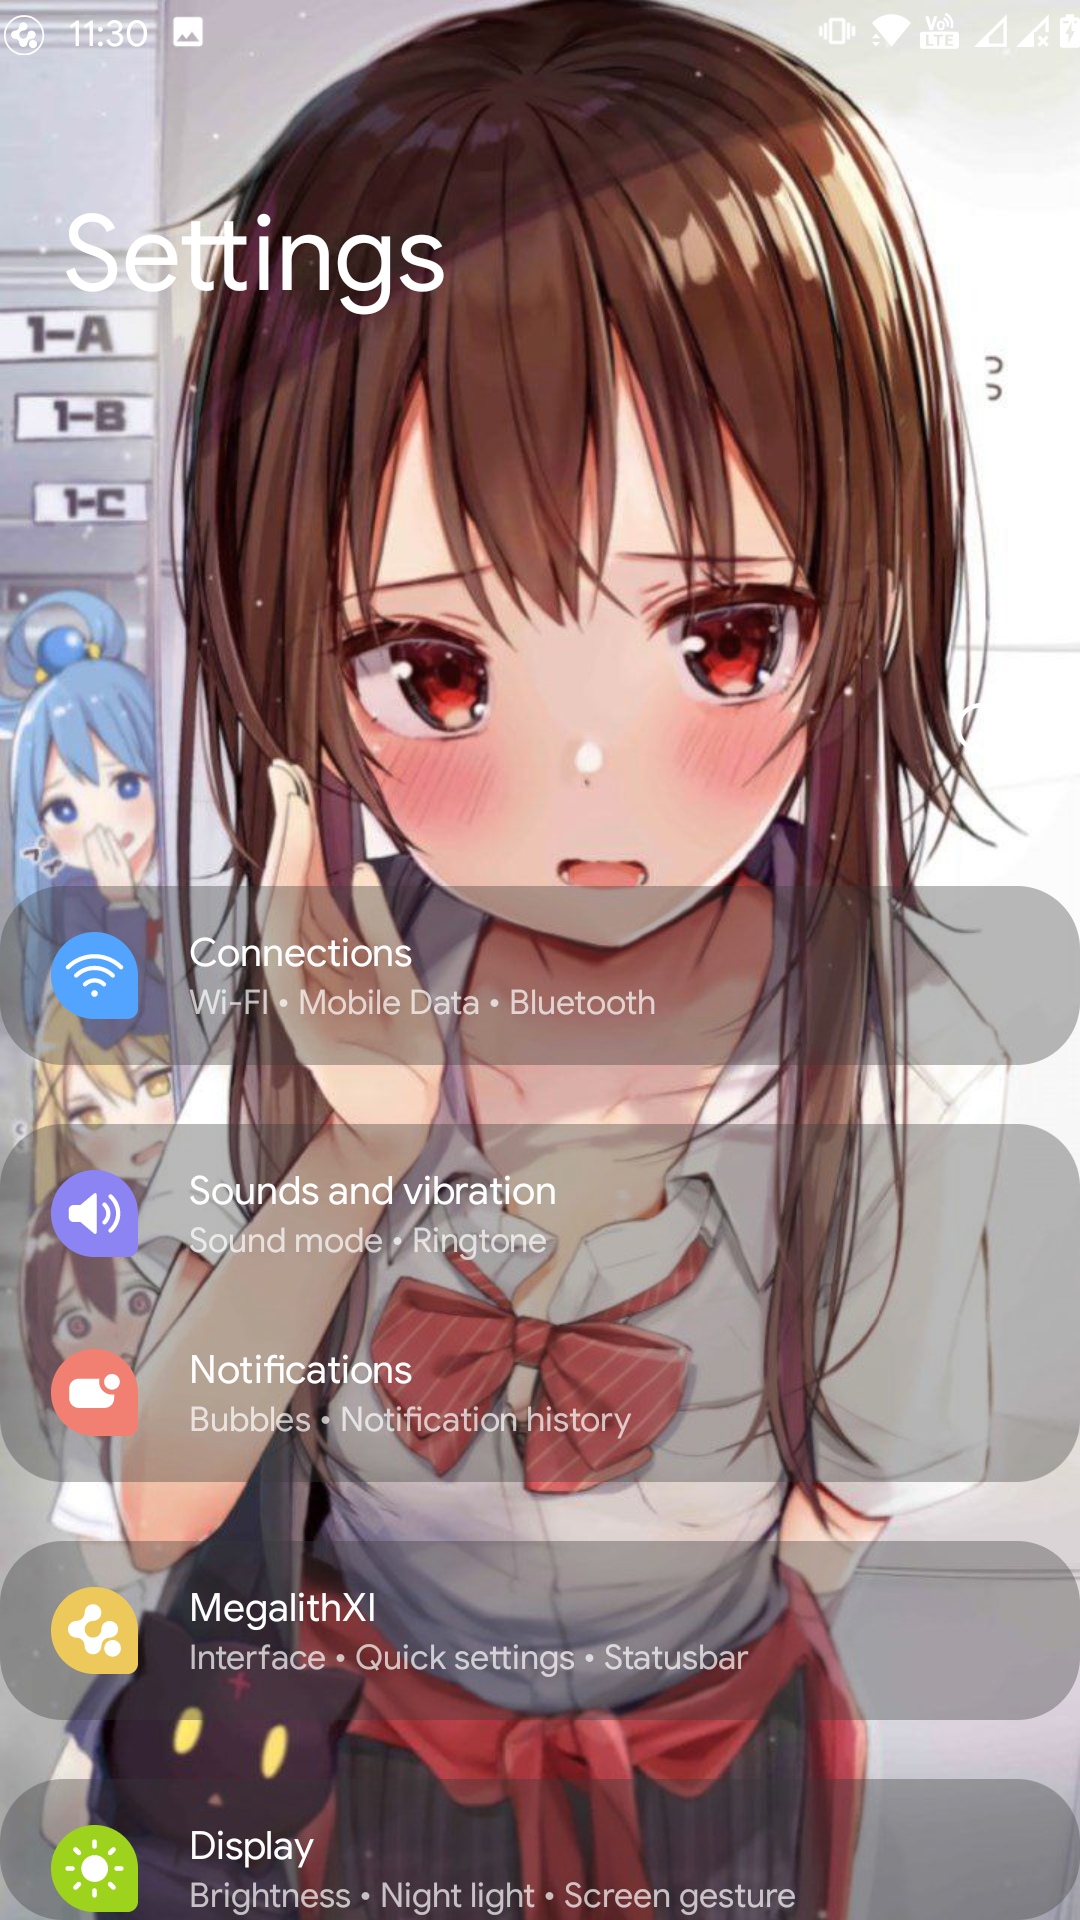 11:30
Vo
LTE
Settings
1-A
1-B
1-C
Connections
Wi-FI • Mobile Data • Bluetooth
Sounds and vibration
Sound mode • Ringtone
Notifications
Bubbles • Notification history
MegalithXI
Interface • Quick settings • Statusbar
Display
Brightness • Night light • Screen gesture